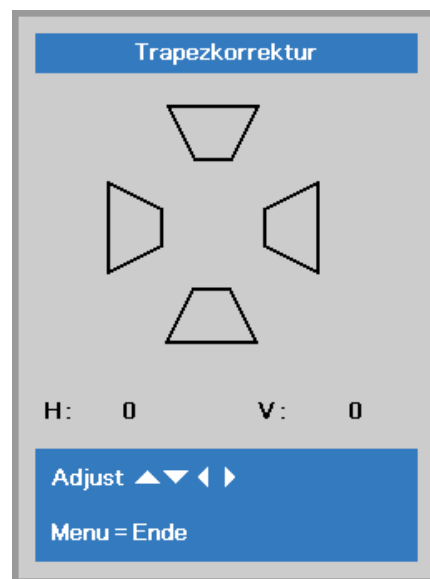 Trapezkorrektur
H: 0 V: 0
Adjust ▲▼◀▶
Menu = Ende